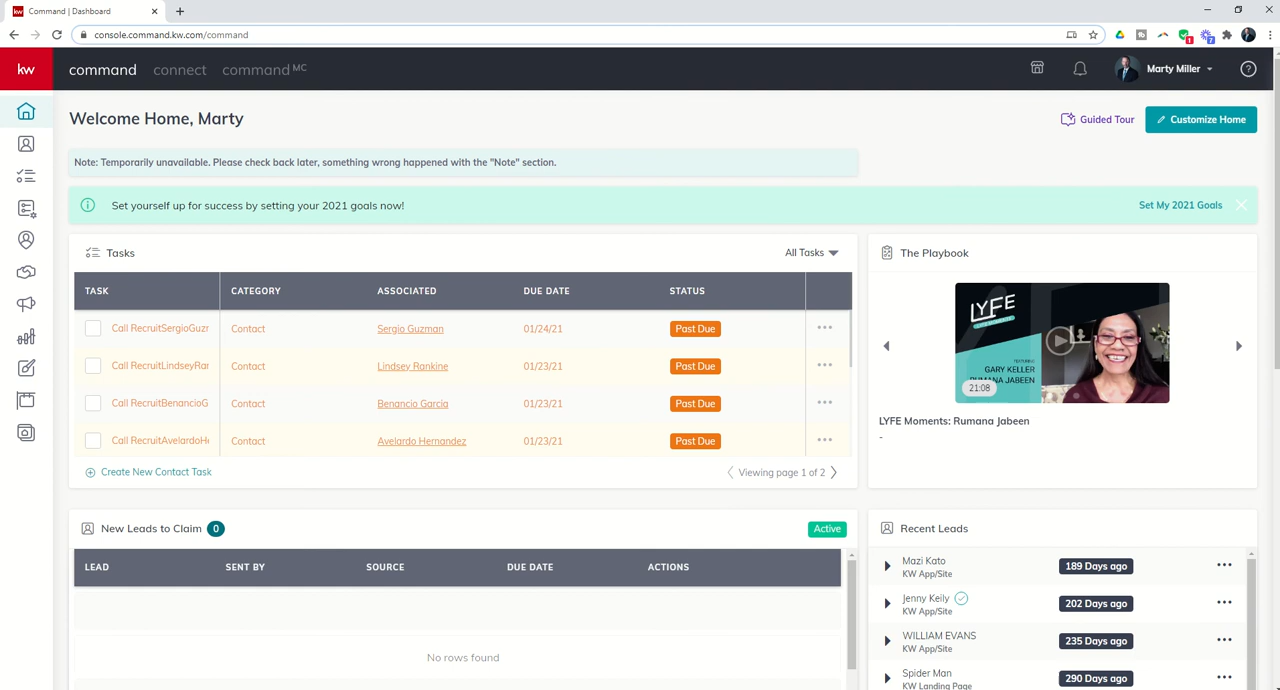 Command | Dashboard
console.command.kw.com/command
kw command connect command MC Marty Miller
Welcome Home, Marty
Guided Tour
Customize Home
Note: Temporarily unavailable. Please check back later, something wrong happened with the "Note" section.
Set yourself up for success by setting your 2021 goals now!
Set My 2021 Goals
Tasks
All Tasks
TASK CATEGORY ASSOCIATED DUE DATE STATUS
Call RecruitSergioGuzr Contact Sergio Guzman 01/24/21 Past Due
Call RecruitLindseyRar Contact Lindsey Rankine 01/23/21 Past Due
Call RecruitBenancioG Contact Benancio Garcia 01/23/21 Past Due
Call RecruitAvelardoH Contact Avelardo Hernandez 01/23/21 Past Due
Create New Contact Task
Viewing page 1 of 2
The Playbook
LYFE
FEATURING
GARY KELLER
RUMANA JABEEN
21:08
LYFE Moments: Rumana Jabeen
-
New Leads to Claim 0
Active
LEAD SENT BY SOURCE DUE DATE ACTIONS
No rows found
Recent Leads
Mazi Kato
KW App/Site
189 Days ago
Jenny Keily
KW App/Site
202 Days ago
WILLIAM EVANS
KW App/Site
235 Days ago
Spider Man
KW Landing Page
290 Days ago